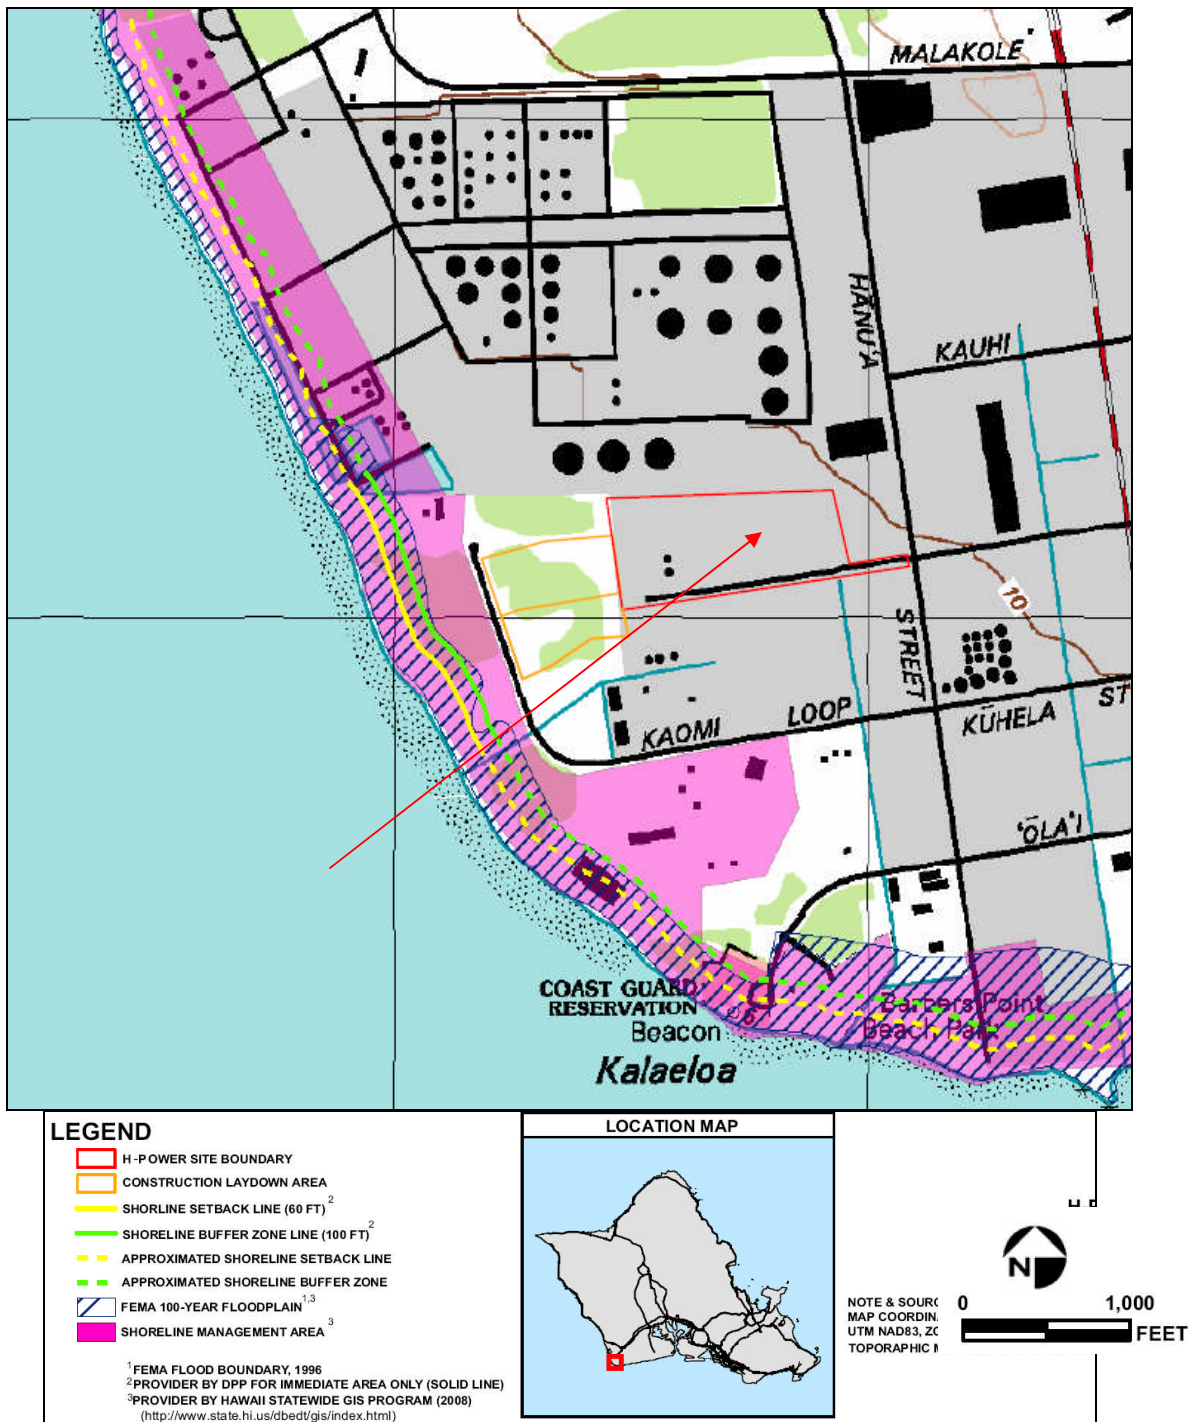 MALAKOLE
HĀNU'A
KAUHI
10
STREET
KAOMI
LOOP
KŪHELA
ST
'ŌLA'I
COAST GUARD
RESERVATION
Beacon
Barbers Point
Beach Park
Kalaeloa
LEGEND
H-POWER SITE BOUNDARY
CONSTRUCTION LAYDOWN AREA
SHORLINE SETBACK LINE (60 FT) 2
SHORELINE BUFFER ZONE LINE (100 FT) 2
APPROXIMATED SHORELINE SETBACK LINE
APPROXIMATED SHORELINE BUFFER ZONE
FEMA 100-YEAR FLOODPLAIN 1,3
SHORELINE MANAGEMENT AREA 3
1 FEMA FLOOD BOUNDARY, 1996
2 PROVIDER BY DPP FOR IMMEDIATE AREA ONLY (SOLID LINE)
3 PROVIDER BY HAWAII STATEWIDE GIS PROGRAM (2008)
(http://www.state.hi.us/dbedt/gis/index.html)
LOCATION MAP
N
NOTE & SOURC
MAP COORDIN
UTM NAD83, ZO
TOPORAPHIC M
0 1,000
FEET